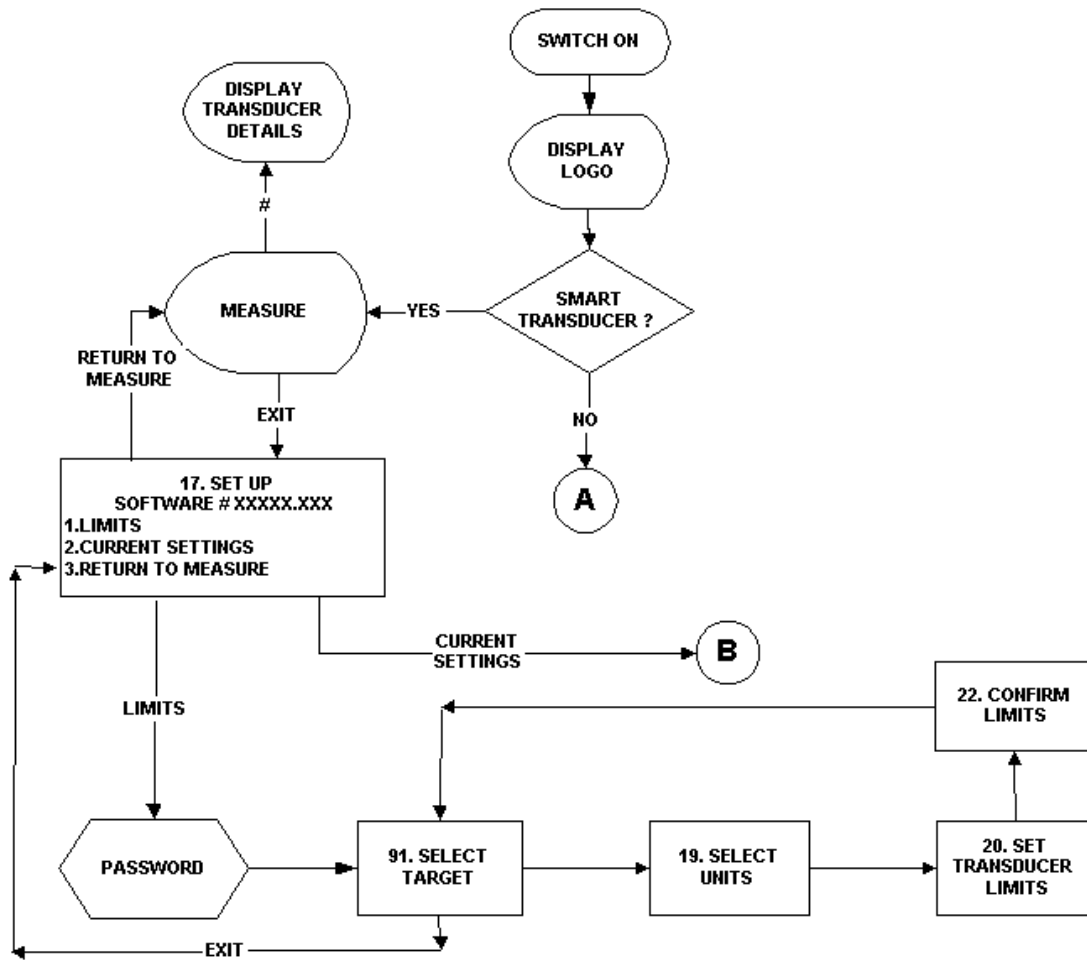 SWITCH ON
DISPLAY
TRANSDUCER
DETAILS
DISPLAY
LOGO
#
MEASURE
YES
SMART
TRANSDUCER ?
RETURN TO
MEASURE
EXIT
NO
17. SET UP
SOFTWARE # XXXXX.XXX
1.LIMITS
2.CURRENT SETTINGS
3.RETURN TO MEASURE
A
CURRENT
SETTINGS
B
LIMITS
22. CONFIRM
LIMITS
PASSWORD
91. SELECT
TARGET
19. SELECT
UNITS
20. SET
TRANSDUCER
LIMITS
EXIT